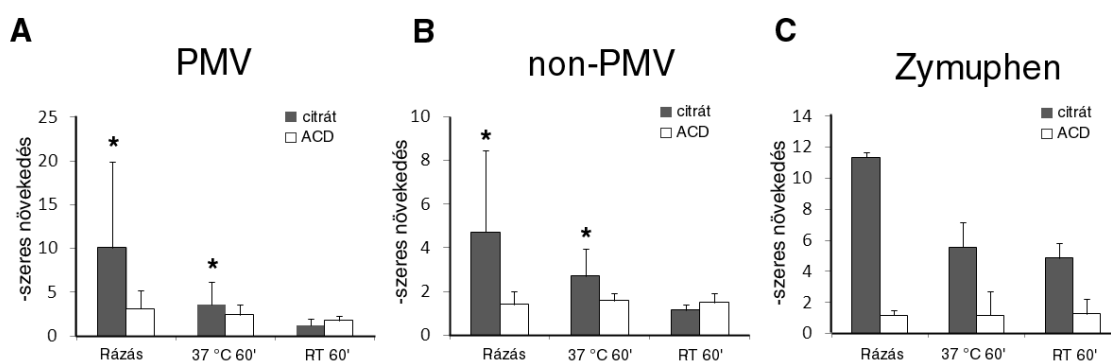 A
PMV
-szeres növekedés
25
20
15
10
5
0
citrát
ACD
*
*
Rázás
37 °C 60'
RT 60'
B
non-PMV
-szeres növekedés
10
8
6
4
2
0
citrát
ACD
*
*
Rázás
37 °C 60'
RT 60'
C
Zymuphen
-szeres növekedés
14
12
10
8
6
4
2
0
citrát
ACD
Rázás
37 °C 60'
RT 60'